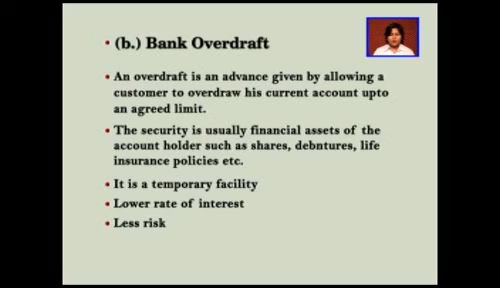 (b.) Bank Overdraft
An overdraft is an advance given by allowing a
customer to overdraw his current account upto
an agreed limit.
The security is usually financial assets of the
account holder such as shares, debntures, life
insurance policies etc.
It is a temporary facility
Lower rate of interest
Less risk